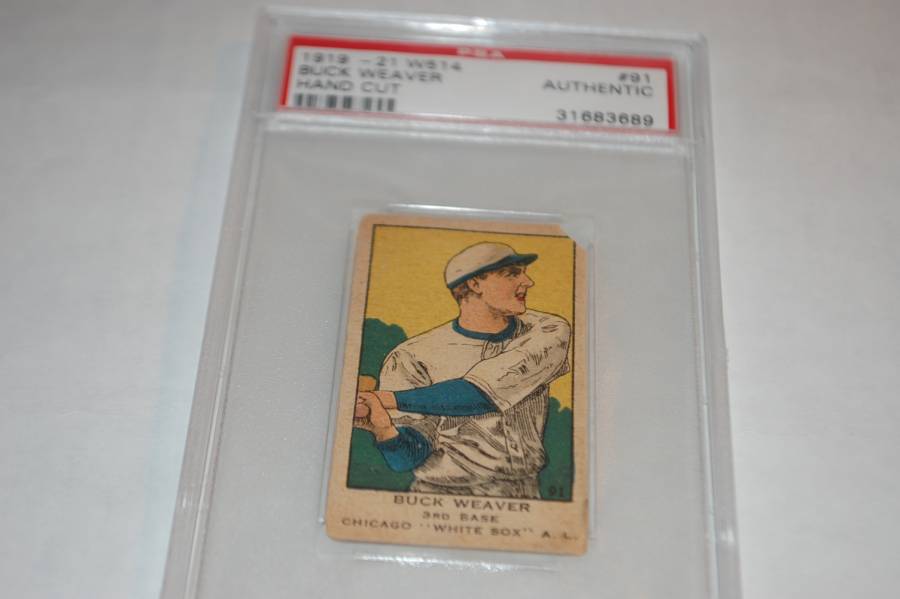 PSA
1919 - 21 W514
BUCK WEAVER
HAND CUT
#91
AUTHENTIC
31683689
91
BUCK WEAVER
3RD BASE
CHICAGO "WHITE SOX" A. L.